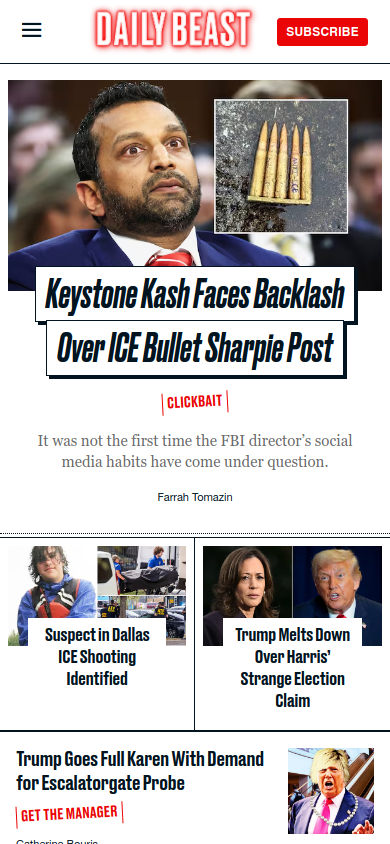 DAILY BEAST
SUBSCRIBE
Keystone Kash Faces Backlash
Over ICE Bullet Sharpie Post
CLICKBAIT
It was not the first time the FBI director's social
media habits have come under question.
Farrah Tomazin
Suspect in Dallas
ICE Shooting
Identified
Trump Melts Down
Over Harris'
Strange Election
Claim
Trump Goes Full Karen With Demand
for Escalatorgate Probe
GET THE MANAGER